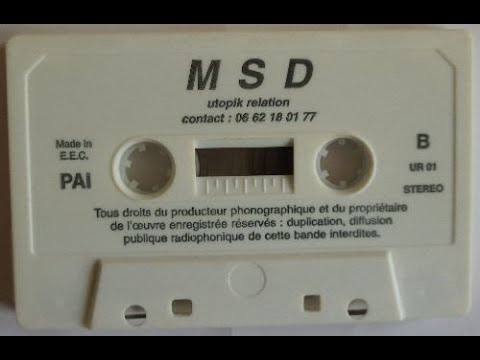 M S D
utopik relation
contact : 06 62 18 01 77
Made in
E.E.C.
PAI
B
UR 01
STEREO
Tous droits du producteur phonographique et du propriétaire
de l'œuvre enregistrée réservés : duplication, diffusion
publique radiophonique de cette bande interdites.